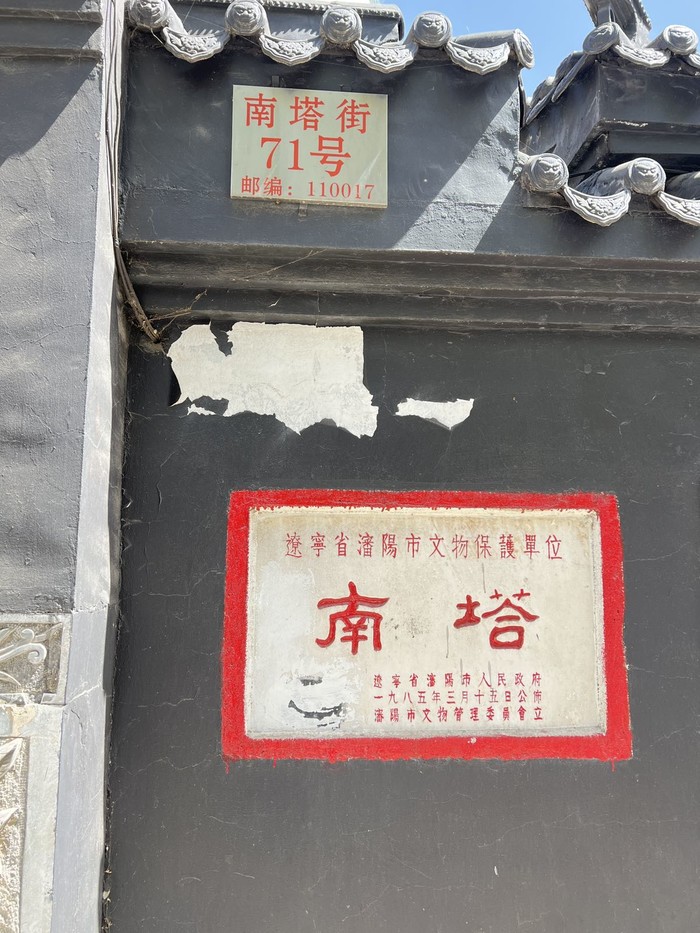 南塔街
71号
邮编：110017
遼寧省瀋陽市文物保護單位
南塔
遼寧省瀋陽市人民政府
一九八五年三月十五日公佈
瀋陽市文物管理委員會立